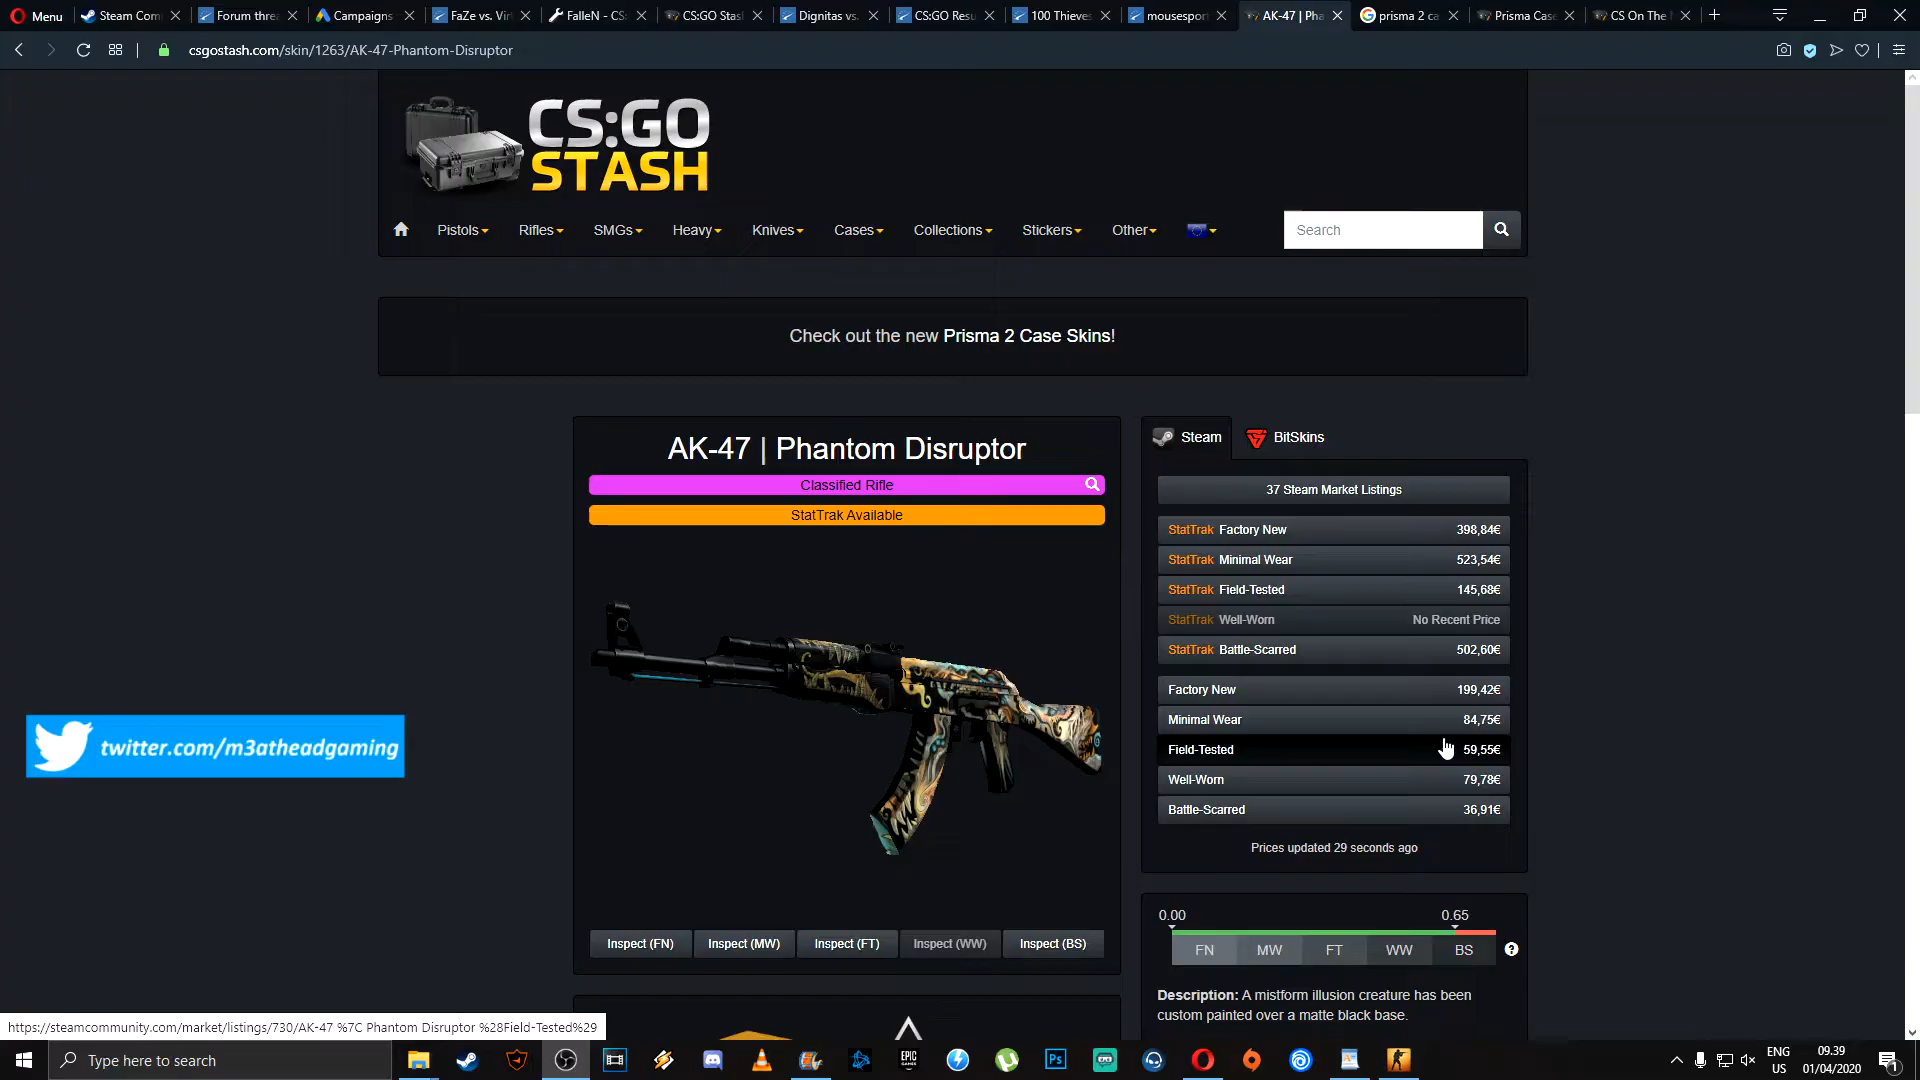 Menu
Steam Com
Forum thre
Campaigns
FaZe vs. Vir
FalleN - CS:
CS:GO Stas
Dignitas vs.
CS:GO Resu
100 Thieves
mousesport
AK-47 | Pha
prisma 2 ca
Prisma Case
CS On The M
csgostash.com/skin/1263/AK-47-Phantom-Disruptor
CS:GO
STASH
Pistols
Rifles
SMGs
Heavy
Knives
Cases
Collections
Stickers
Other
Search
Check out the new Prisma 2 Case Skins!
AK-47 | Phantom Disruptor
Classified Rifle
StatTrak Available
Inspect (FN)
Inspect (MW)
Inspect (FT)
Inspect (WW)
Inspect (BS)
Steam
BitSkins
37 Steam Market Listings
StatTrak Factory New 398,84€
StatTrak Minimal Wear 523,54€
StatTrak Field-Tested 145,68€
StatTrak Well-Worn No Recent Price
StatTrak Battle-Scarred 502,60€
Factory New 199,42€
Minimal Wear 84,75€
Field-Tested 59,55€
Well-Worn 79,78€
Battle-Scarred 36,91€
Prices updated 29 seconds ago
0.00 0.65
FN MW FT WW BS
Description: A mistform illusion creature has been
custom painted over a matte black base.
twitter.com/m3atheadgaming
https://steamcommunity.com/market/listings/730/AK-47 %7C Phantom Disruptor %28Field-Tested%29
Type here to search
EPIC
GAMES
Ps
ENG
US
09.39
01/04/2020
1